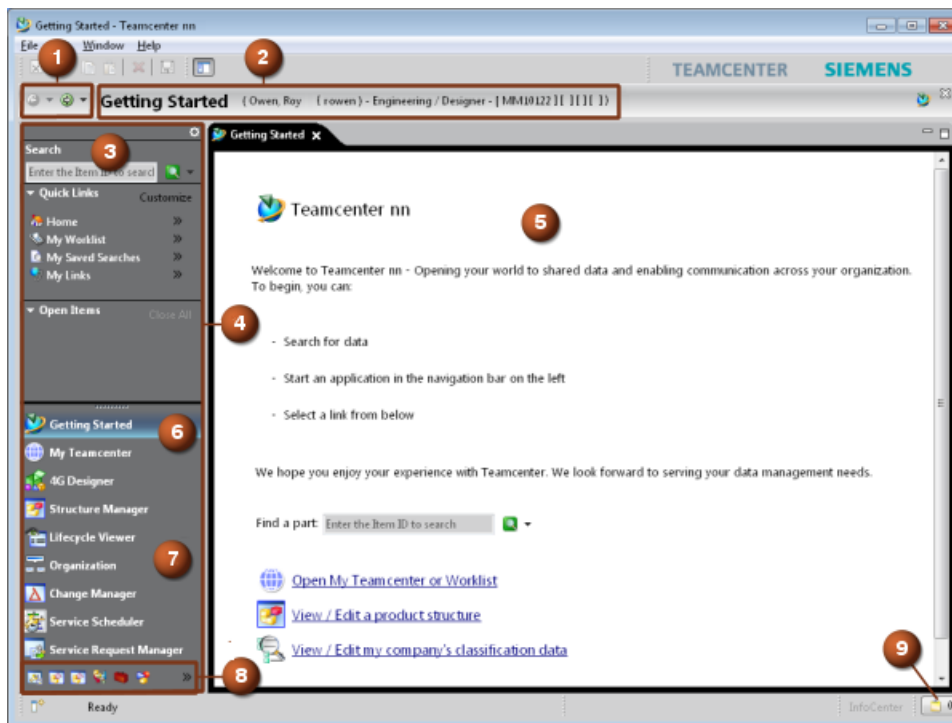 Getting Started - Teamcenter nn
File Window Help
1
2
TEAMCENTER SIEMENS
Getting Started ( Owen, Roy ( rowen ) - Engineering / Designer - [ MM10122 ] [ ] [ ] [ ] )
3
Search
Enter the Item ID to search
Quick Links Customize
Home
My Worklist
My Saved Searches
My Links
Open Items Close All
4
Getting Started
6
My Teamcenter
4G Designer
Structure Manager
Lifecycle Viewer
Organization
7
Change Manager
Service Scheduler
Service Request Manager
8
Getting Started
Teamcenter nn
5
Welcome to Teamcenter nn - Opening your world to shared data and enabling communication across your organization.
To begin, you can:
- Search for data
- Start an application in the navigation bar on the left
- Select a link from below
We hope you enjoy your experience with Teamcenter. We look forward to serving your data management needs.
Find a part: Enter the Item ID to search
Open My Teamcenter or Worklist
View / Edit a product structure
View / Edit my company's classification data
9
Ready InfoCenter